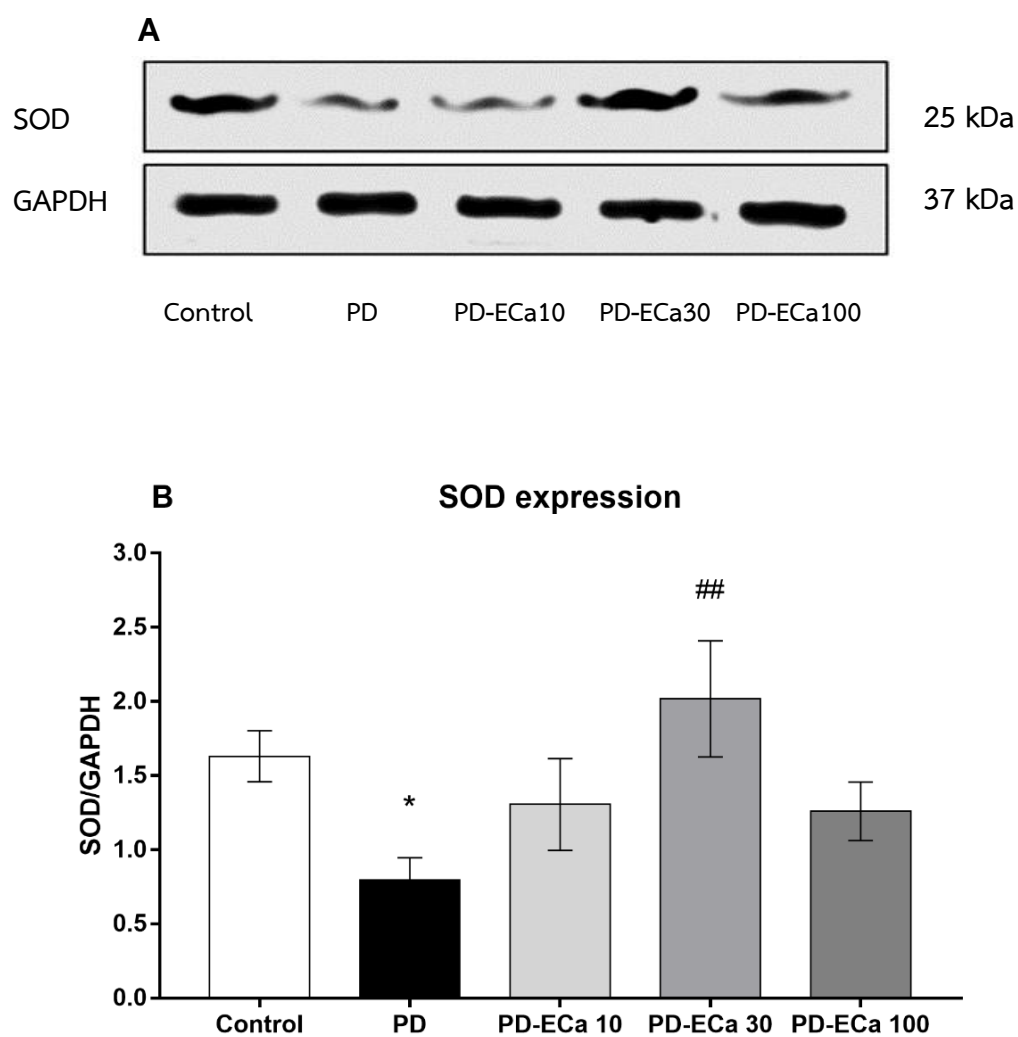 A
SOD
25 kDa
GAPDH
37 kDa
Control PD PD-ECa10 PD-ECa30 PD-ECa100
B SOD expression
3.0
##
2.5
2.0
SOD/GAPDH
1.5
*
1.0
0.5
0.0
Control PD PD-ECa 10 PD-ECa 30 PD-ECa 100